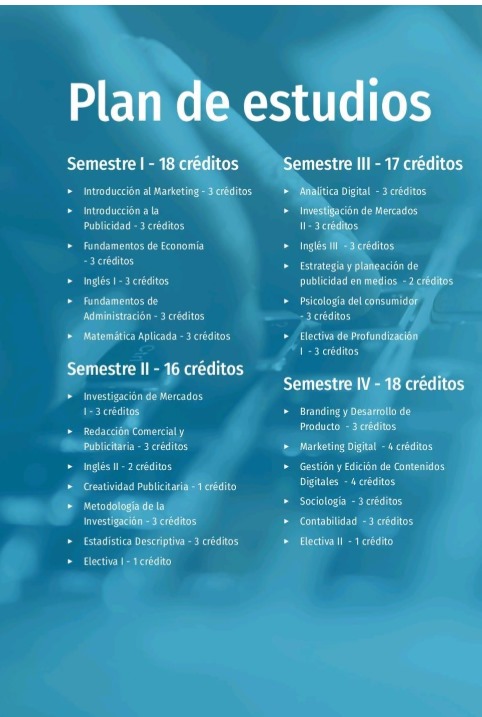 Plan de estudios
Semestre I - 18 créditos
► Introducción al Marketing - 3 créditos
► Introducción a la
Publicidad - 3 créditos
► Fundamentos de Economía
- 3 créditos
► Inglés I - 3 créditos
► Fundamentos de
Administración - 3 créditos
► Matemática Aplicada - 3 créditos
Semestre II - 16 créditos
► Investigación de Mercados
I - 3 créditos
► Redacción Comercial y
Publicitaria - 3 créditos
► Inglés II - 2 créditos
► Creatividad Publicitaria - 1 crédito
► Metodología de la
Investigación - 3 créditos
► Estadística Descriptiva - 3 créditos
► Electiva I - 1 crédito
Semestre III - 17 créditos
► Analítica Digital - 3 créditos
► Investigación de Mercados
II - 3 créditos
► Inglés III - 3 créditos
► Estrategia y planeación de
publicidad en medios - 2 créditos
► Psicología del consumidor
- 3 créditos
► Electiva de Profundización
I - 3 créditos
Semestre IV - 18 créditos
► Branding y Desarrollo de
Producto - 3 créditos
► Marketing Digital - 4 créditos
► Gestión y Edición de Contenidos
Digitales - 4 créditos
► Sociología - 3 créditos
► Contabilidad - 3 créditos
► Electiva II - 1 crédito